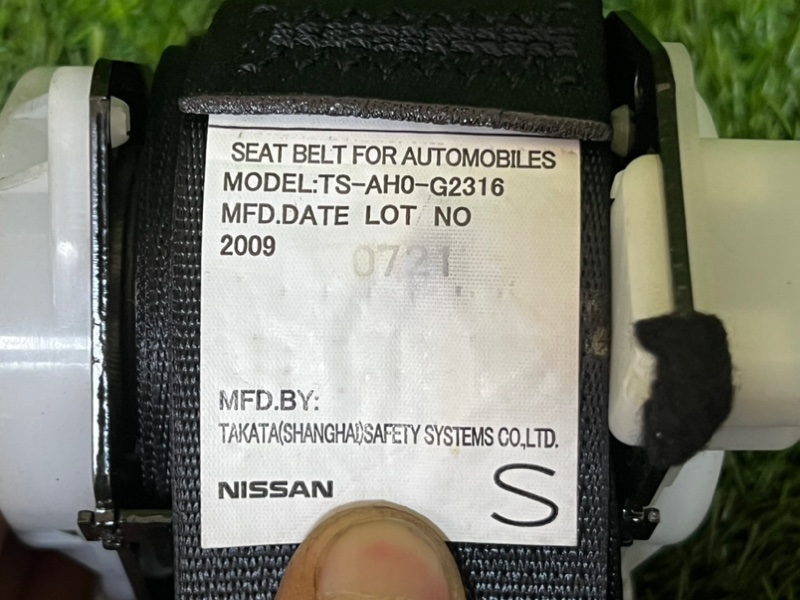 SEAT BELT FOR AUTOMOBILES
MODEL:TS-AH0-G2316
MFD.DATE LOT NO
2009 0721
MFD.BY:
TAKATA(SHANGHAI)SAFETY SYSTEMS CO.,LTD.
NISSAN S